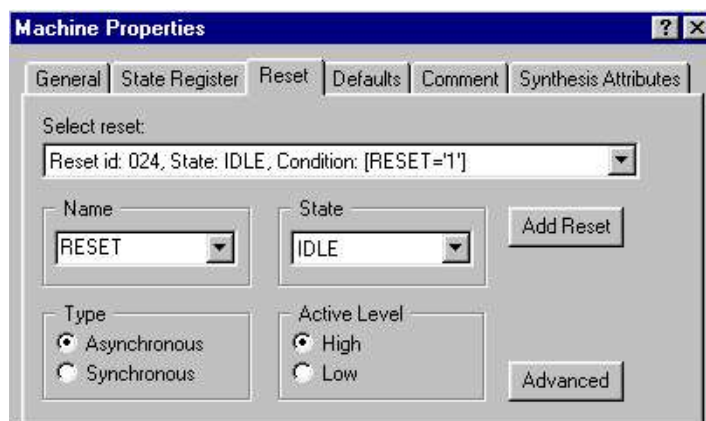 Machine Properties
General State Register Reset Defaults Comment Synthesis Attributes
Select reset:
Reset id: 024, State: IDLE, Condition: [RESET='1']
Name
RESET
State
IDLE
Add Reset
Type
Asynchronous
Synchronous
Active Level
High
Low
Advanced